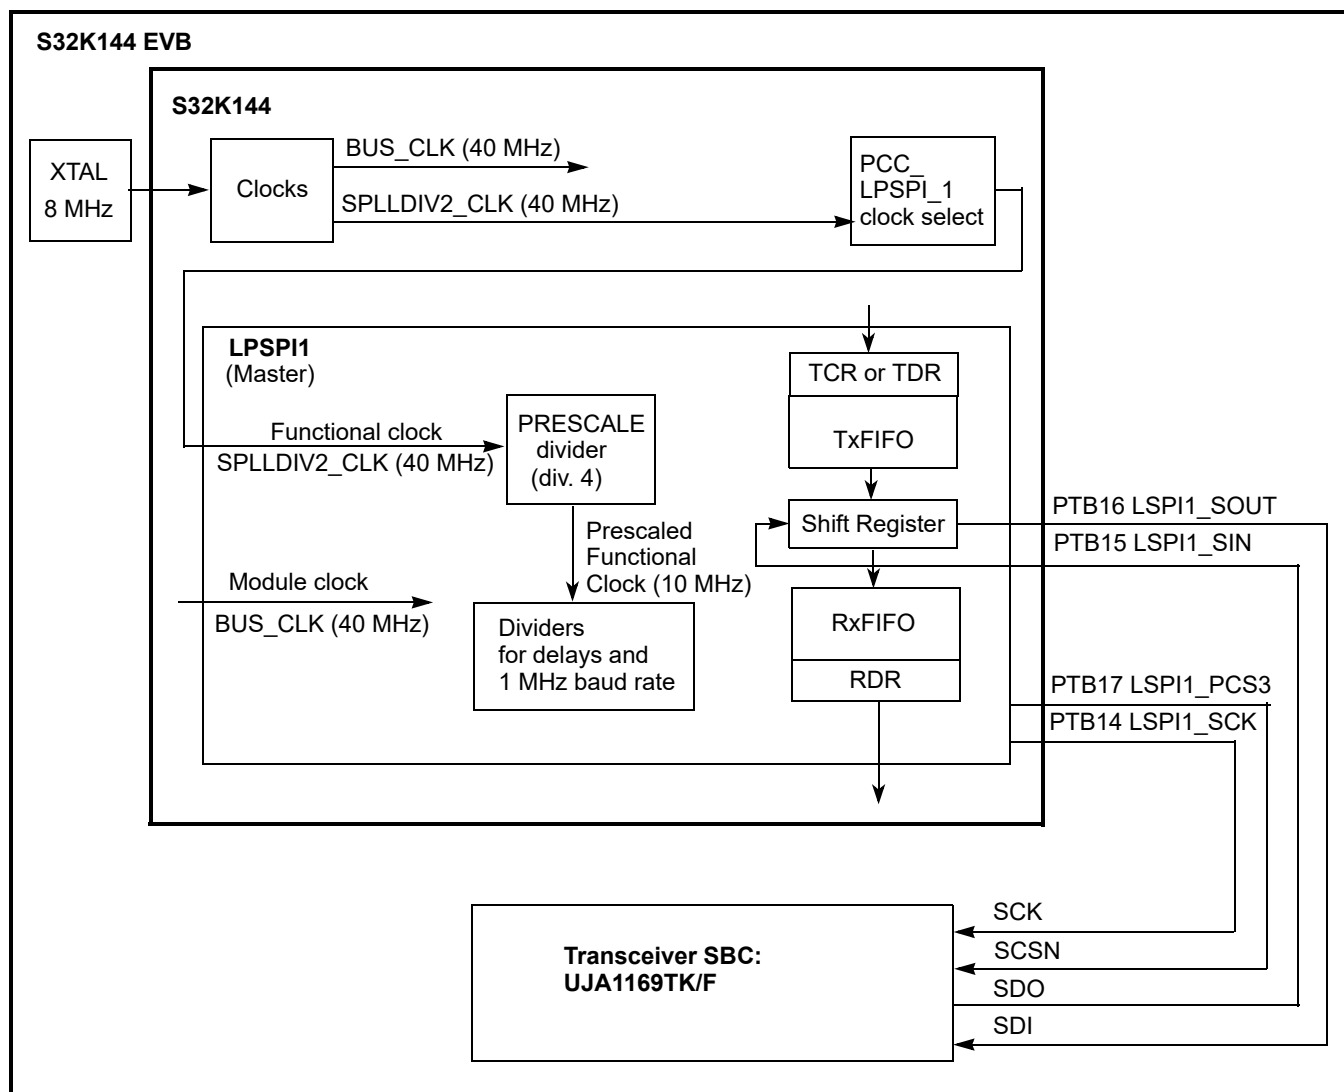 S32K144 EVB
S32K144
XTAL
8 MHz
Clocks
BUS_CLK (40 MHz)
SPLLDIV2_CLK (40 MHz)
PCC_
LPSPI_1
clock select
LPSPI1
(Master)
Functional clock
SPLLDIV2_CLK (40 MHz)
PRESCALE
divider
(div. 4)
Prescaled
Functional
Clock (10 MHz)
Module clock
BUS_CLK (40 MHz)
Dividers
for delays and
1 MHz baud rate
TCR or TDR
TxFIFO
Shift Register
RxFIFO
RDR
PTB16 LSPI1_SOUT
PTB15 LSPI1_SIN
PTB17 LSPI1_PCS3
PTB14 LSPI1_SCK
Transceiver SBC:
UJA1169TK/F
SCK
SCSN
SDO
SDI